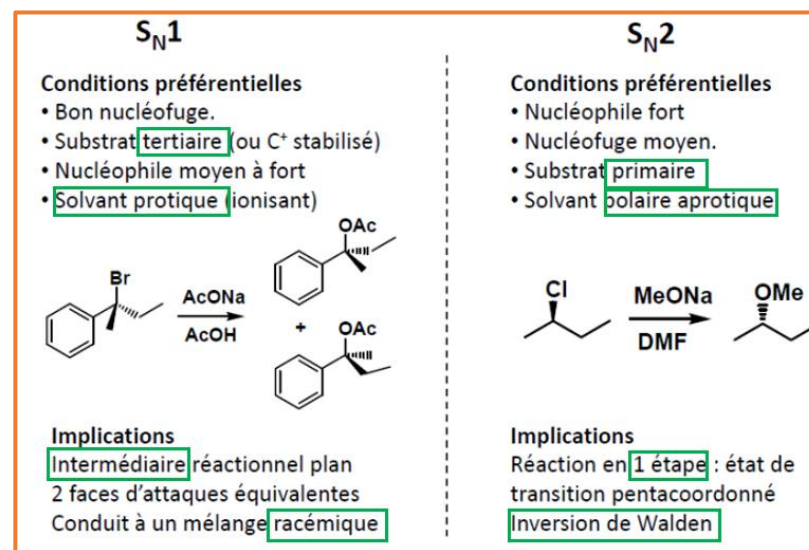 S_N1
Conditions préférentielles
• Bon nucléofuge.
• Substrat tertiaire (ou C⁺ stabilisé)
• Nucléophile moyen à fort
• Solvant protique (ionisant)
Br
AcONa
AcOH
OAc
+
OAc
Implications
Intermédiaire réactionnel plan
2 faces d'attaques équivalentes
Conduit à un mélange racémique
S_N2
Conditions préférentielles
• Nucléophile fort
• Nucléofuge moyen.
• Substrat primaire
• Solvant polaire aprotique
Cl
MeONa
DMF
OMe
Implications
Réaction en 1 étape : état de
transition pentacoordonné
Inversion de Walden